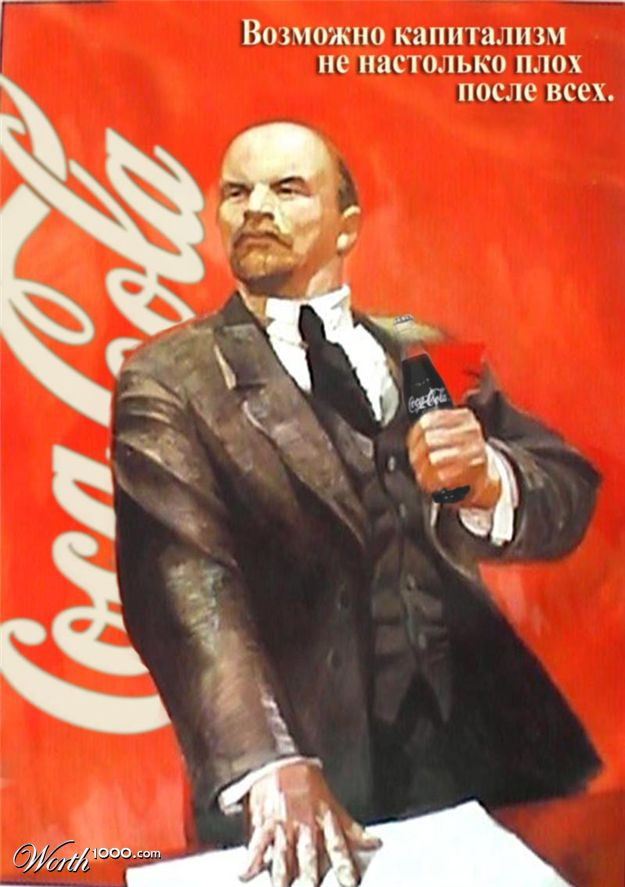 Возможно капитализм
не настолько плох
после всех.
Coca-Cola
Coca-Cola
Worth1000.com